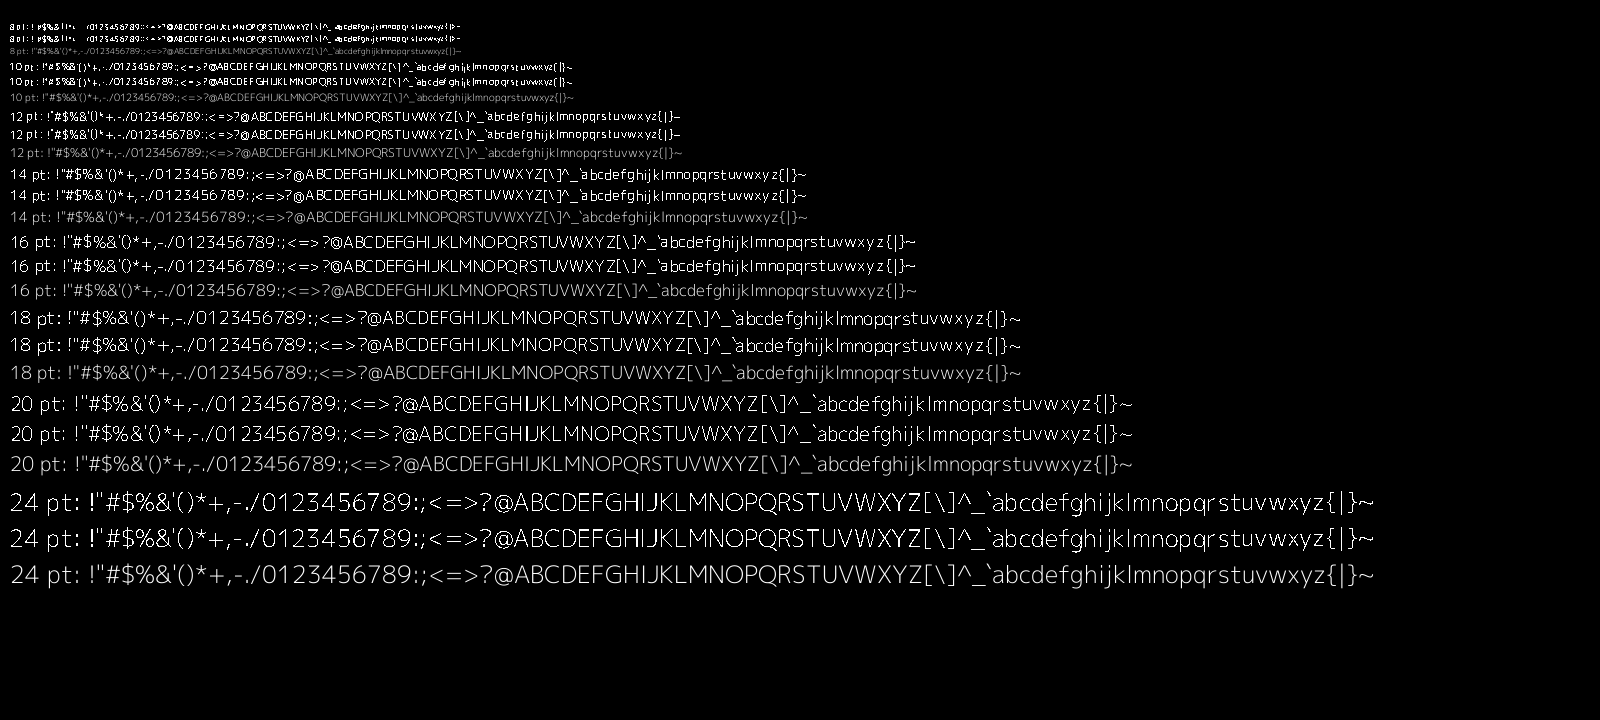 8 pt: !"#$%&'()*+,-./0123456789:;<=>?@ABCDEFGHIJKLMNOPQRSTUVWXYZ[\]^_`abcdefghijklmnopqrstuvwxyz{|}~
8 pt: !"#$%&'()*+,-./0123456789:;<=>?@ABCDEFGHIJKLMNOPQRSTUVWXYZ[\]^_`abcdefghijklmnopqrstuvwxyz{|}~
8 pt: !"#$%&'()*+,-./0123456789:;<=>?@ABCDEFGHIJKLMNOPQRSTUVWXYZ[\]^_`abcdefghijklmnopqrstuvwxyz{|}~
10 pt: !"#$%&'()*+,-./0123456789:;<=>?@ABCDEFGHIJKLMNOPQRSTUVWXYZ[\]^_`abcdefghijklmnopqrstuvwxyz{|}~
10 pt: !"#$%&'()*+,-./0123456789:;<=>?@ABCDEFGHIJKLMNOPQRSTUVWXYZ[\]^_`abcdefghijklmnopqrstuvwxyz{|}~
10 pt: !"#$%&'()*+,-./0123456789:;<=>?@ABCDEFGHIJKLMNOPQRSTUVWXYZ[\]^_`abcdefghijklmnopqrstuvwxyz{|}~
12 pt: !"#$%&'()*+,-./0123456789:;<=>?@ABCDEFGHIJKLMNOPQRSTUVWXYZ[\]^_`abcdefghijklmnopqrstuvwxyz{|}~
12 pt: !"#$%&'()*+,-./0123456789:;<=>?@ABCDEFGHIJKLMNOPQRSTUVWXYZ[\]^_`abcdefghijklmnopqrstuvwxyz{|}~
12 pt: !"#$%&'()*+,-./0123456789:;<=>?@ABCDEFGHIJKLMNOPQRSTUVWXYZ[\]^_`abcdefghijklmnopqrstuvwxyz{|}~
14 pt: !"#$%&'()*+,-./0123456789:;<=>?@ABCDEFGHIJKLMNOPQRSTUVWXYZ[\]^_`abcdefghijklmnopqrstuvwxyz{|}~
14 pt: !"#$%&'()*+,-./0123456789:;<=>?@ABCDEFGHIJKLMNOPQRSTUVWXYZ[\]^_`abcdefghijklmnopqrstuvwxyz{|}~
14 pt: !"#$%&'()*+,-./0123456789:;<=>?@ABCDEFGHIJKLMNOPQRSTUVWXYZ[\]^_`abcdefghijklmnopqrstuvwxyz{|}~
16 pt: !"#$%&'()*+,-./0123456789:;<=>?@ABCDEFGHIJKLMNOPQRSTUVWXYZ[\]^_`abcdefghijklmnopqrstuvwxyz{|}~
16 pt: !"#$%&'()*+,-./0123456789:;<=>?@ABCDEFGHIJKLMNOPQRSTUVWXYZ[\]^_`abcdefghijklmnopqrstuvwxyz{|}~
16 pt: !"#$%&'()*+,-./0123456789:;<=>?@ABCDEFGHIJKLMNOPQRSTUVWXYZ[\]^_`abcdefghijklmnopqrstuvwxyz{|}~
18 pt: !"#$%&'()*+,-./0123456789:;<=>?@ABCDEFGHIJKLMNOPQRSTUVWXYZ[\]^_`abcdefghijklmnopqrstuvwxyz{|}~
18 pt: !"#$%&'()*+,-./0123456789:;<=>?@ABCDEFGHIJKLMNOPQRSTUVWXYZ[\]^_`abcdefghijklmnopqrstuvwxyz{|}~
18 pt: !"#$%&'()*+,-./0123456789:;<=>?@ABCDEFGHIJKLMNOPQRSTUVWXYZ[\]^_`abcdefghijklmnopqrstuvwxyz{|}~
20 pt: !"#$%&'()*+,-./0123456789:;<=>?@ABCDEFGHIJKLMNOPQRSTUVWXYZ[\]^_`abcdefghijklmnopqrstuvwxyz{|}~
20 pt: !"#$%&'()*+,-./0123456789:;<=>?@ABCDEFGHIJKLMNOPQRSTUVWXYZ[\]^_`abcdefghijklmnopqrstuvwxyz{|}~
20 pt: !"#$%&'()*+,-./0123456789:;<=>?@ABCDEFGHIJKLMNOPQRSTUVWXYZ[\]^_`abcdefghijklmnopqrstuvwxyz{|}~
24 pt: !"#$%&'()*+,-./0123456789:;<=>?@ABCDEFGHIJKLMNOPQRSTUVWXYZ[\]^_`abcdefghijklmnopqrstuvwxyz{|}~
24 pt: !"#$%&'()*+,-./0123456789:;<=>?@ABCDEFGHIJKLMNOPQRSTUVWXYZ[\]^_`abcdefghijklmnopqrstuvwxyz{|}~
24 pt: !"#$%&'()*+,-./0123456789:;<=>?@ABCDEFGHIJKLMNOPQRSTUVWXYZ[\]^_`abcdefghijklmnopqrstuvwxyz{|}~